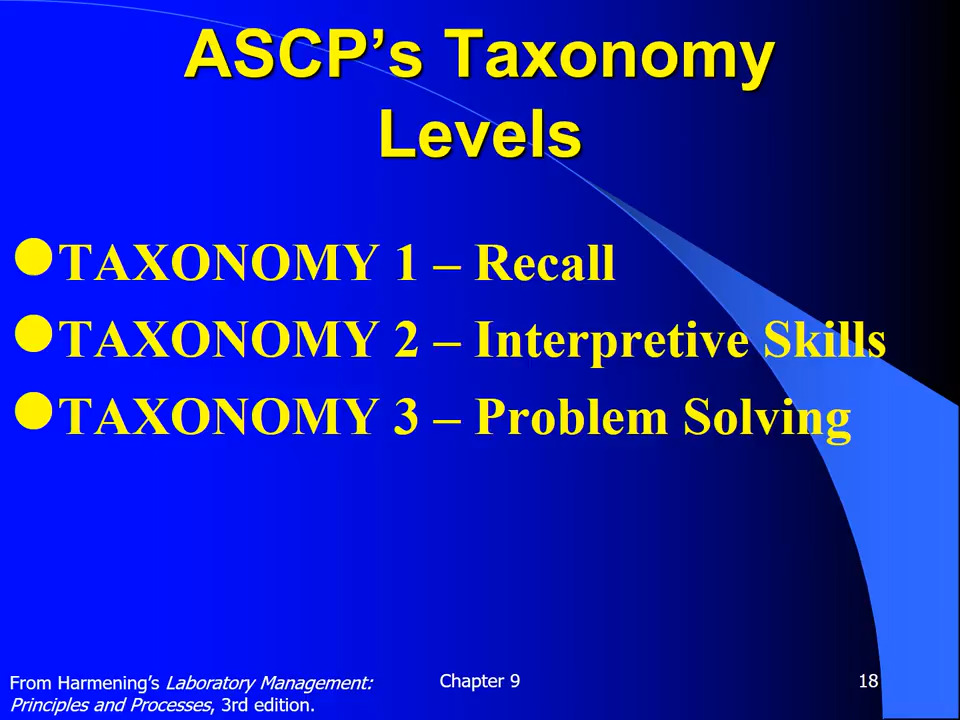 ASCP’s Taxonomy
Levels
●TAXONOMY 1 – Recall
●TAXONOMY 2 – Interpretive Skills
●TAXONOMY 3 – Problem Solving
From Harmening’s Laboratory Management:
Principles and Processes, 3rd edition.
Chapter 9
18